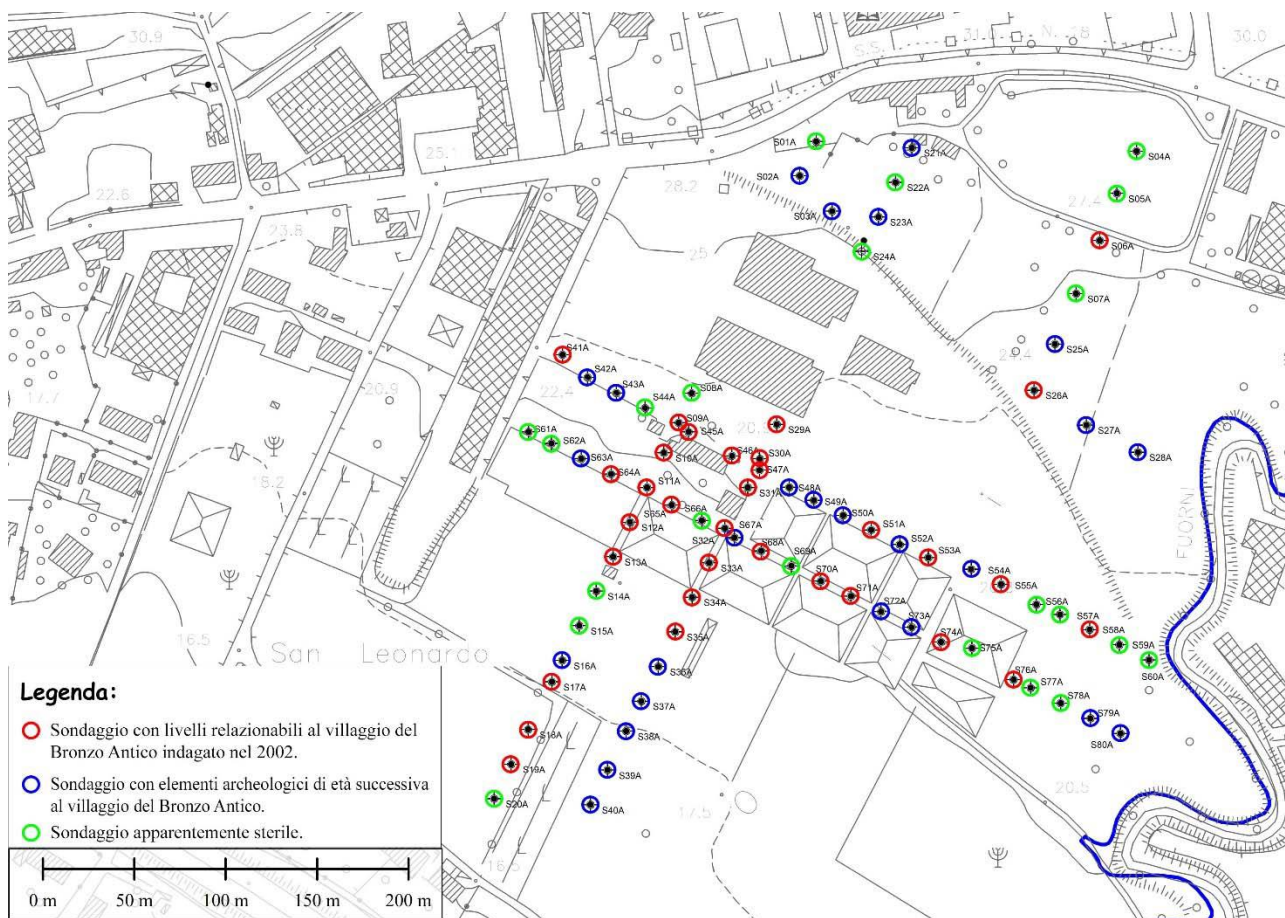 30.9
S.S.
31.0
N. 18
30.0
25.1
22.6
23.8
28.2
27.4
25
24.4
22.4
20.9
17.7
18.2
16.5
San Leonardo
FUORNI
20.5
17.5
16.5
S01A
S21A
S04A
S02A
S22A
S05A
S03A
S23A
S06A
S24A
S07A
S25A
S41A
S42A
S43A
S44A
S08A
S26A
S09A
S45A
S29A
S27A
S28A
S61A
S62A
S63A
S10A
S46A
S30A
S47A
S64A
S11A
S31A
S48A
S49A
S65A
S66A
S50A
S12A
S67A
S51A
S32A
S52A
S13A
S68A
S53A
S33A
S69A
S54A
S14A
S34A
S70A
S71A
S55A
S56A
S72A
S57A
S15A
S35A
S73A
S58A
S74A
S59A
S75A
S60A
S16A
S36A
S17A
S76A
S77A
S37A
S78A
S18A
S38A
S79A
S80A
S19A
S39A
S20A
S40A
Legenda:
Sondaggio con livelli relazionabili al villaggio del
Bronzo Antico indagato nel 2002.
Sondaggio con elementi archeologici di età successiva
al villaggio del Bronzo Antico.
Sondaggio apparentemente sterile.
0 m 50 m 100 m 150 m 200 m